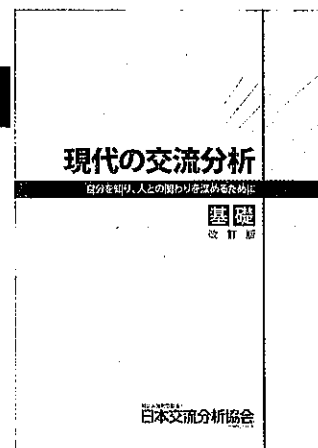 現代の交流分析
自分を知り、人との関わりを深めるために
基礎
改訂版
日本交流分析協会